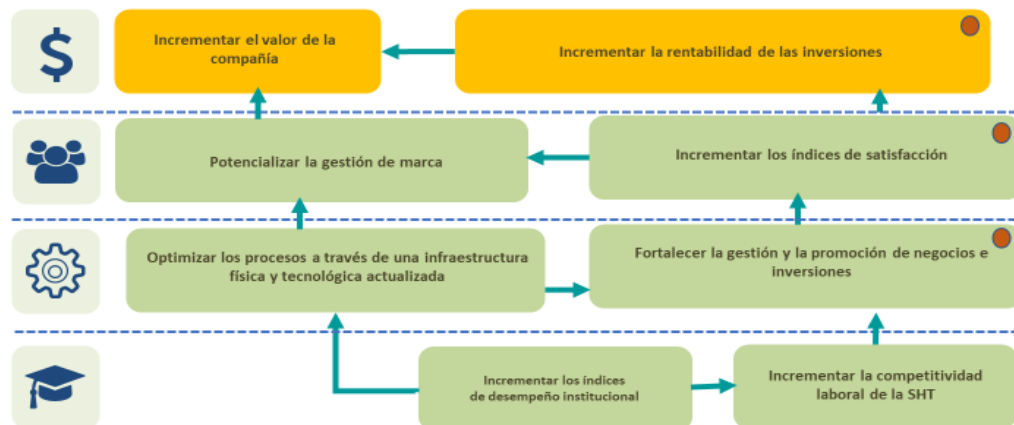 $
Incrementar el valor de la
compañía
Incrementar la rentabilidad de las inversiones
Potencializar la gestión de marca
Incrementar los índices de satisfacción
Optimizar los procesos a través de una infraestructura
física y tecnológica actualizada
Fortalecer la gestión y la promoción de negocios e
inversiones
Incrementar los índices
de desempeño institucional
Incrementar la competitividad
laboral de la SHT